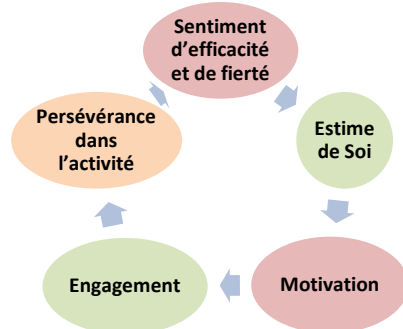 Sentiment
d’efficacité
et de fierté
Estime
de Soi
Motivation
Engagement
Persévérance
dans
l’activité